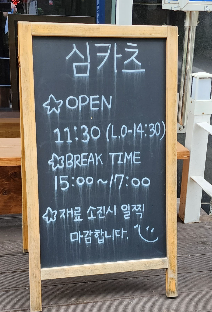 심카츠
☆OPEN
11:30 (L.O-14:30)
☆BREAK TIME
15:00~17:00
☆재료 소진시 일찍
마감합니다.